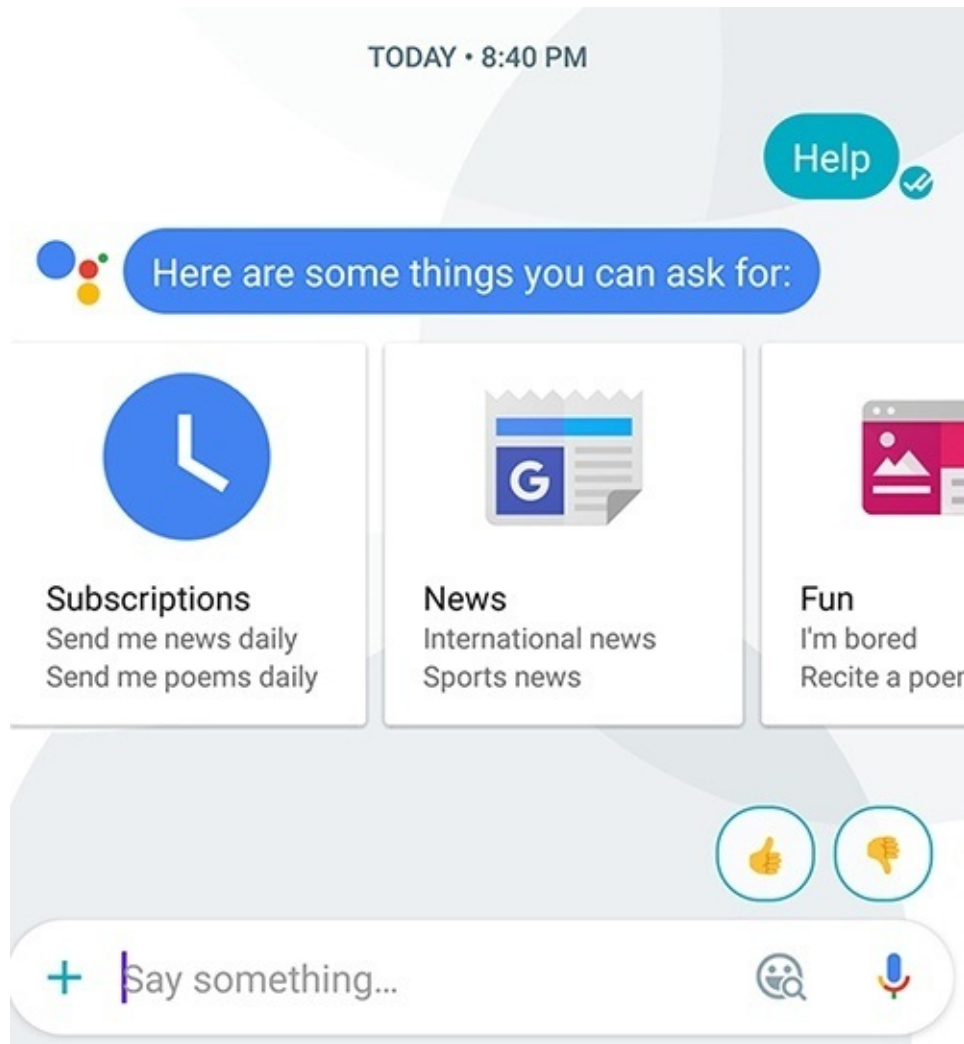 TODAY • 8:40 PM
Help
Here are some things you can ask for:
Subscriptions
Send me news daily
Send me poems daily
G
News
International news
Sports news
Fun
I'm bored
Recite a
Say something...